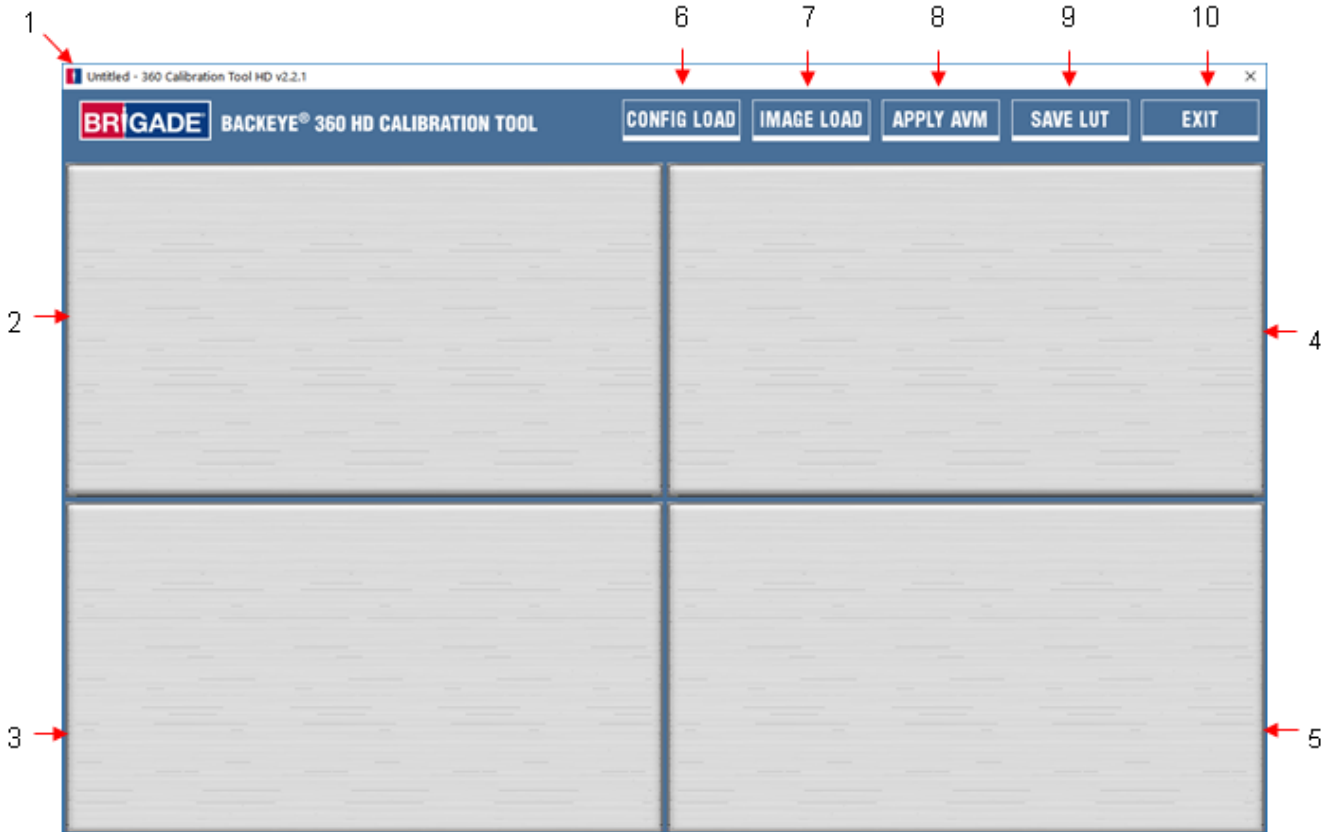 1 6 7 8 9 10
Untitled - 360 Calibration Tool HD v2.2.1
BRIGADE BACKEYE® 360 HD CALIBRATION TOOL CONFIG LOAD IMAGE LOAD APPLY AVM SAVE LUT EXIT
2
4
3
5